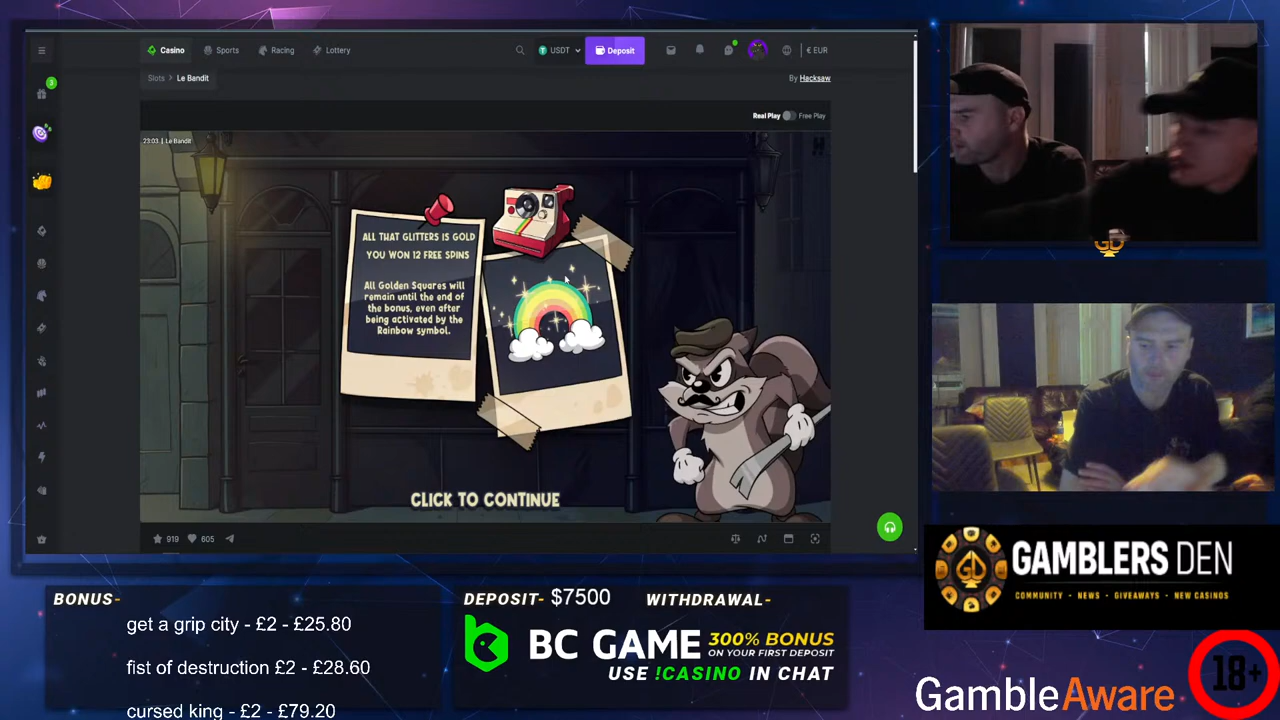 Casino
Sports
Racing
Lottery
USDT
Deposit
€ EUR
3
Slots > Le Bandit
By Hacksaw
Real Play
Free Play
23:03 | Le Bandit
ALL THAT GLITTERS IS GOLD
YOU WON 12 FREE SPINS
All Golden Squares will
remain until the end of
the bonus, even after
being activated by the
Rainbow symbol.
CLICK TO CONTINUE
919
605
GD
GD
GAMBLERS DEN
COMMUNITY - NEWS - GIVEAWAYS - NEW CASINOS
BONUS-
get a grip city - £2 - £25.80
fist of destruction £2 - £28.60
cursed king - £2 - £79.20
DEPOSIT- $7500
WITHDRAWAL-
BC GAME
300% BONUS
ON YOUR FIRST DEPOSIT
USE !CASINO IN CHAT
GambleAware
18+